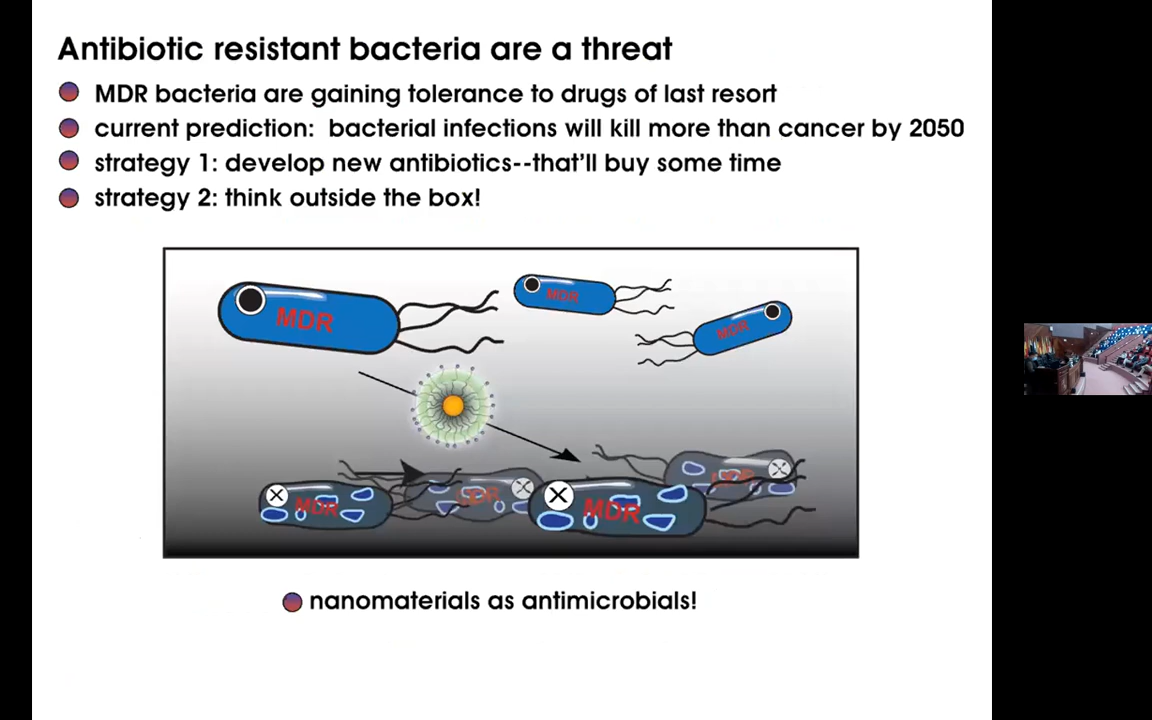 Antibiotic resistant bacteria are a threat
MDR bacteria are gaining tolerance to drugs of last resort
current prediction: bacterial infections will kill more than cancer by 2050
strategy 1: develop new antibiotics--that'll buy some time
strategy 2: think outside the box!
MDR
MDR
MDR
MDR
MDR
MDR
MDR
nanomaterials as antimicrobials!